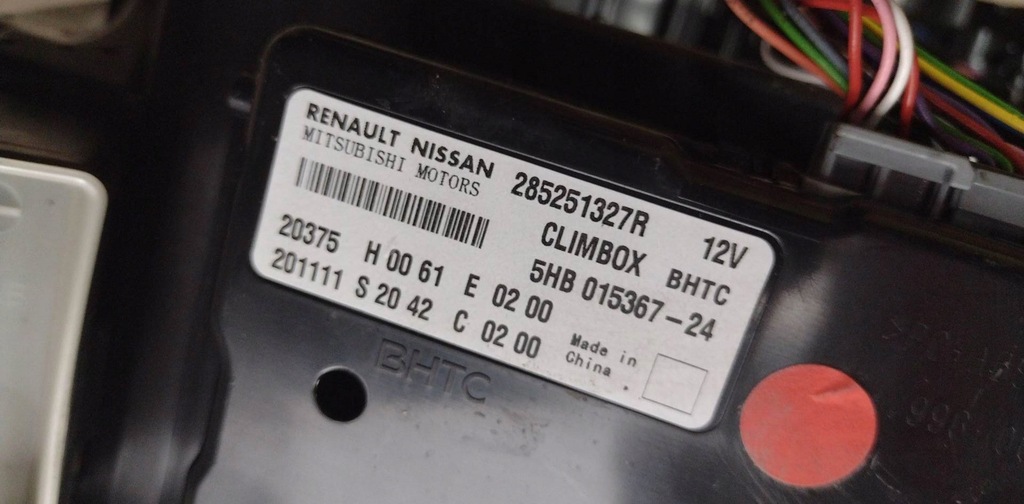 RENAULT NISSAN
MITSUBISHI MOTORS
285251327R 12V
CLIMBOX BHTC
5HB 015367-24
20375 H 00 61 E 02 00
201111 S 20 42 C 02 00
Made in
China .
BHTC